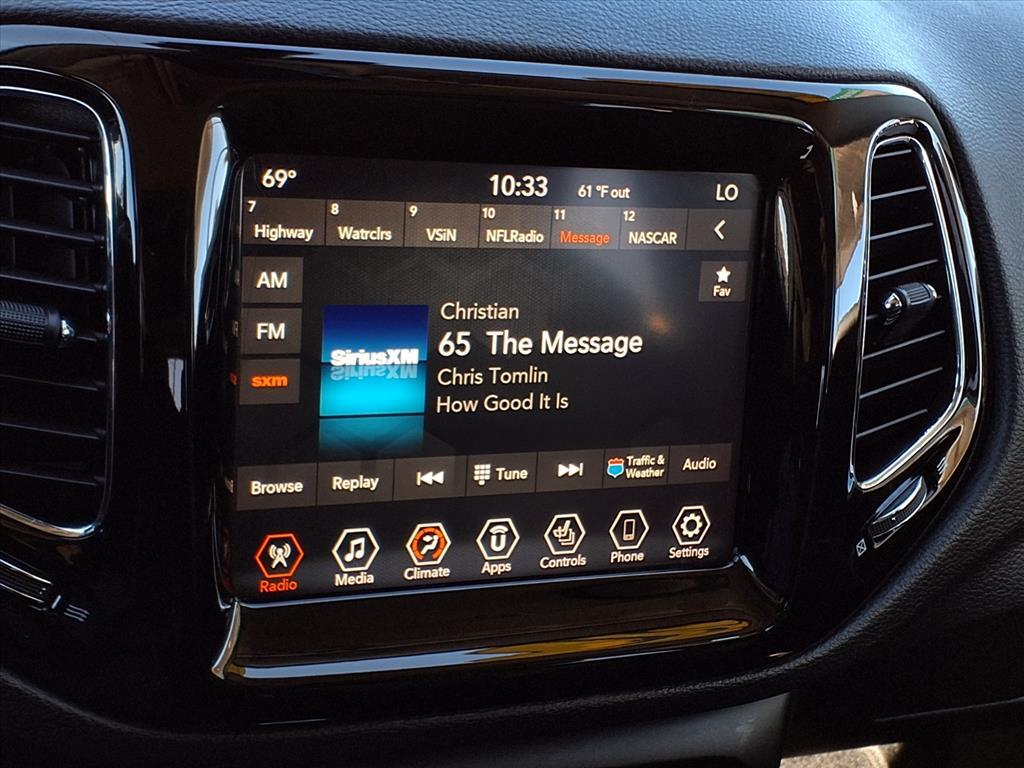 69°
10:33
61 °F out
LO
7
Highway
8
Watrclrs
9
VSiN
10
NFLRadio
11
Message
12
NASCAR
AM
FM
sxm
Fav
SiriusXM
Christian
65 The Message
Chris Tomlin
How Good It Is
Browse
Replay
Tune
Traffic &
Weather
Audio
Radio
Media
Climate
Apps
Controls
Phone
Settings